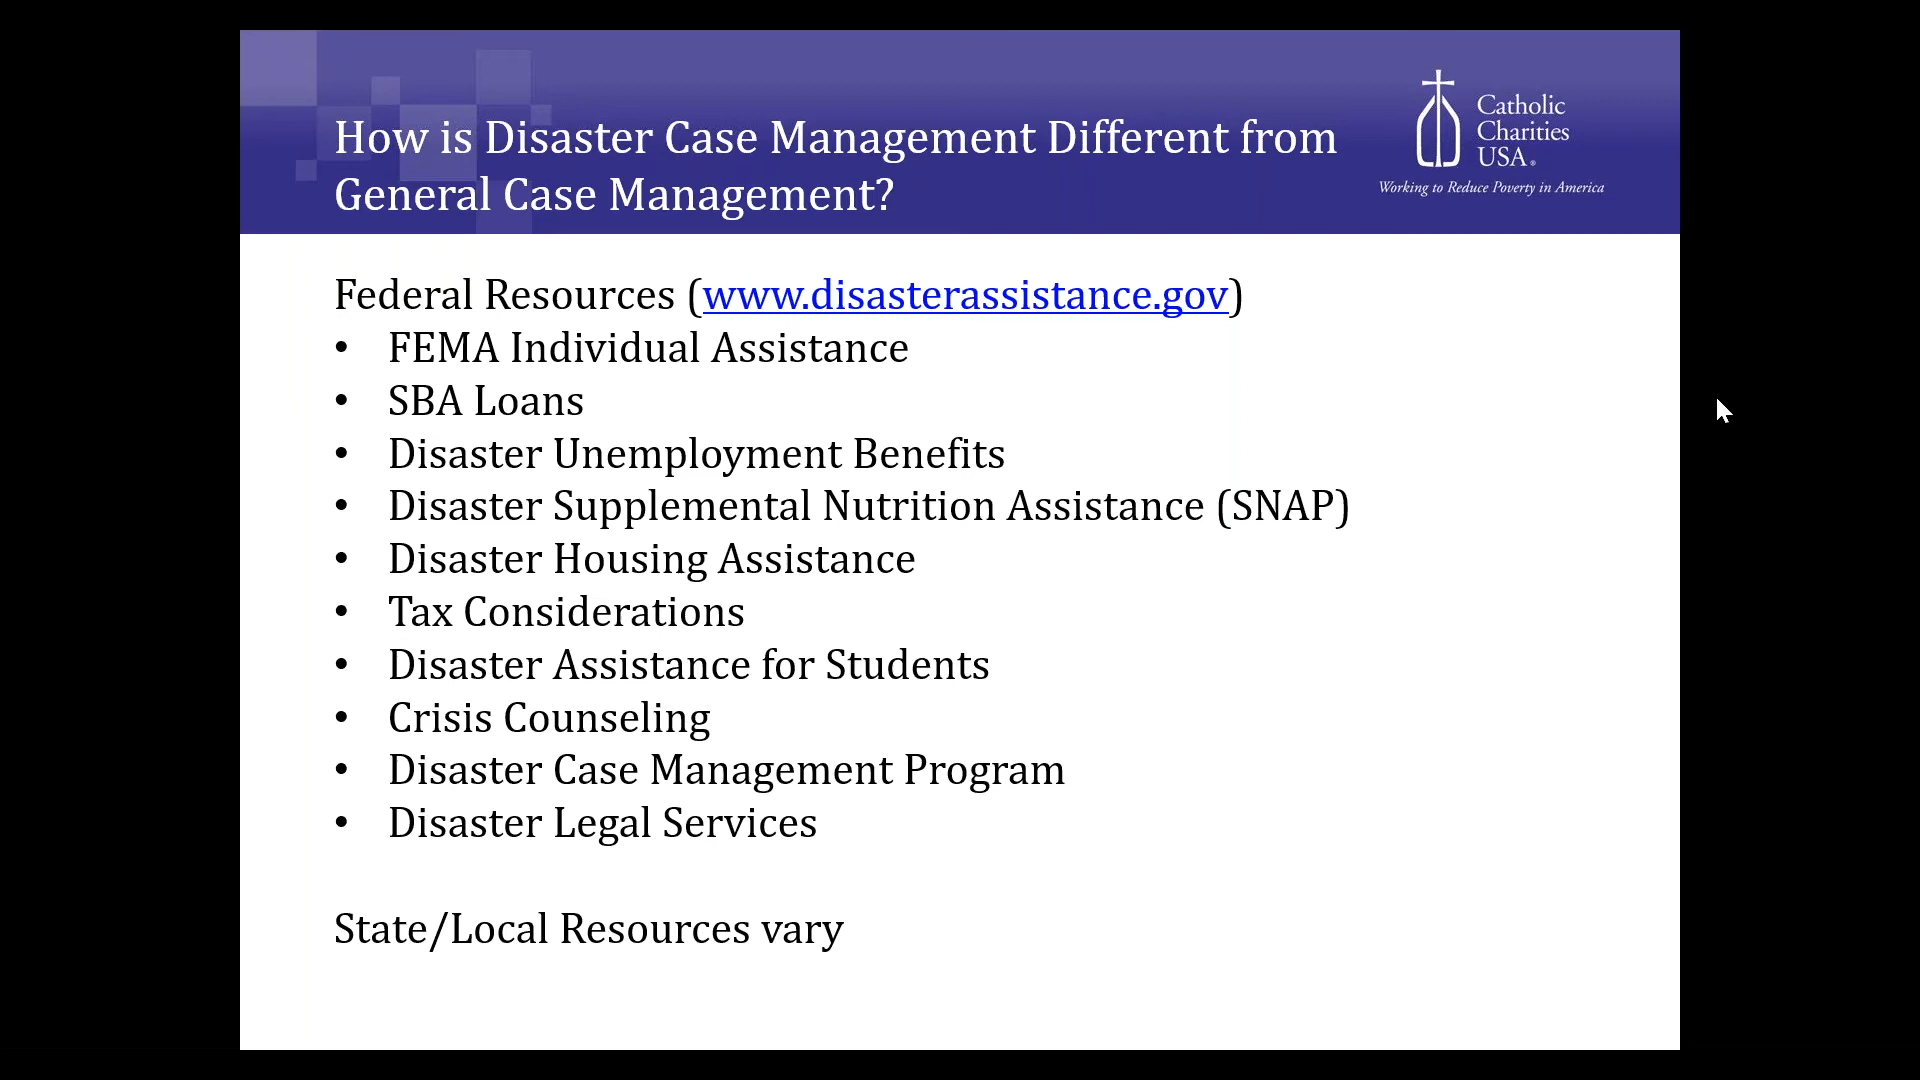 How is Disaster Case Management Different from
General Case Management?
Catholic
Charities
USA®
Working to Reduce Poverty in America
Federal Resources (www.disasterassistance.gov)
• FEMA Individual Assistance
• SBA Loans
• Disaster Unemployment Benefits
• Disaster Supplemental Nutrition Assistance (SNAP)
• Disaster Housing Assistance
• Tax Considerations
• Disaster Assistance for Students
• Crisis Counseling
• Disaster Case Management Program
• Disaster Legal Services
State/Local Resources vary